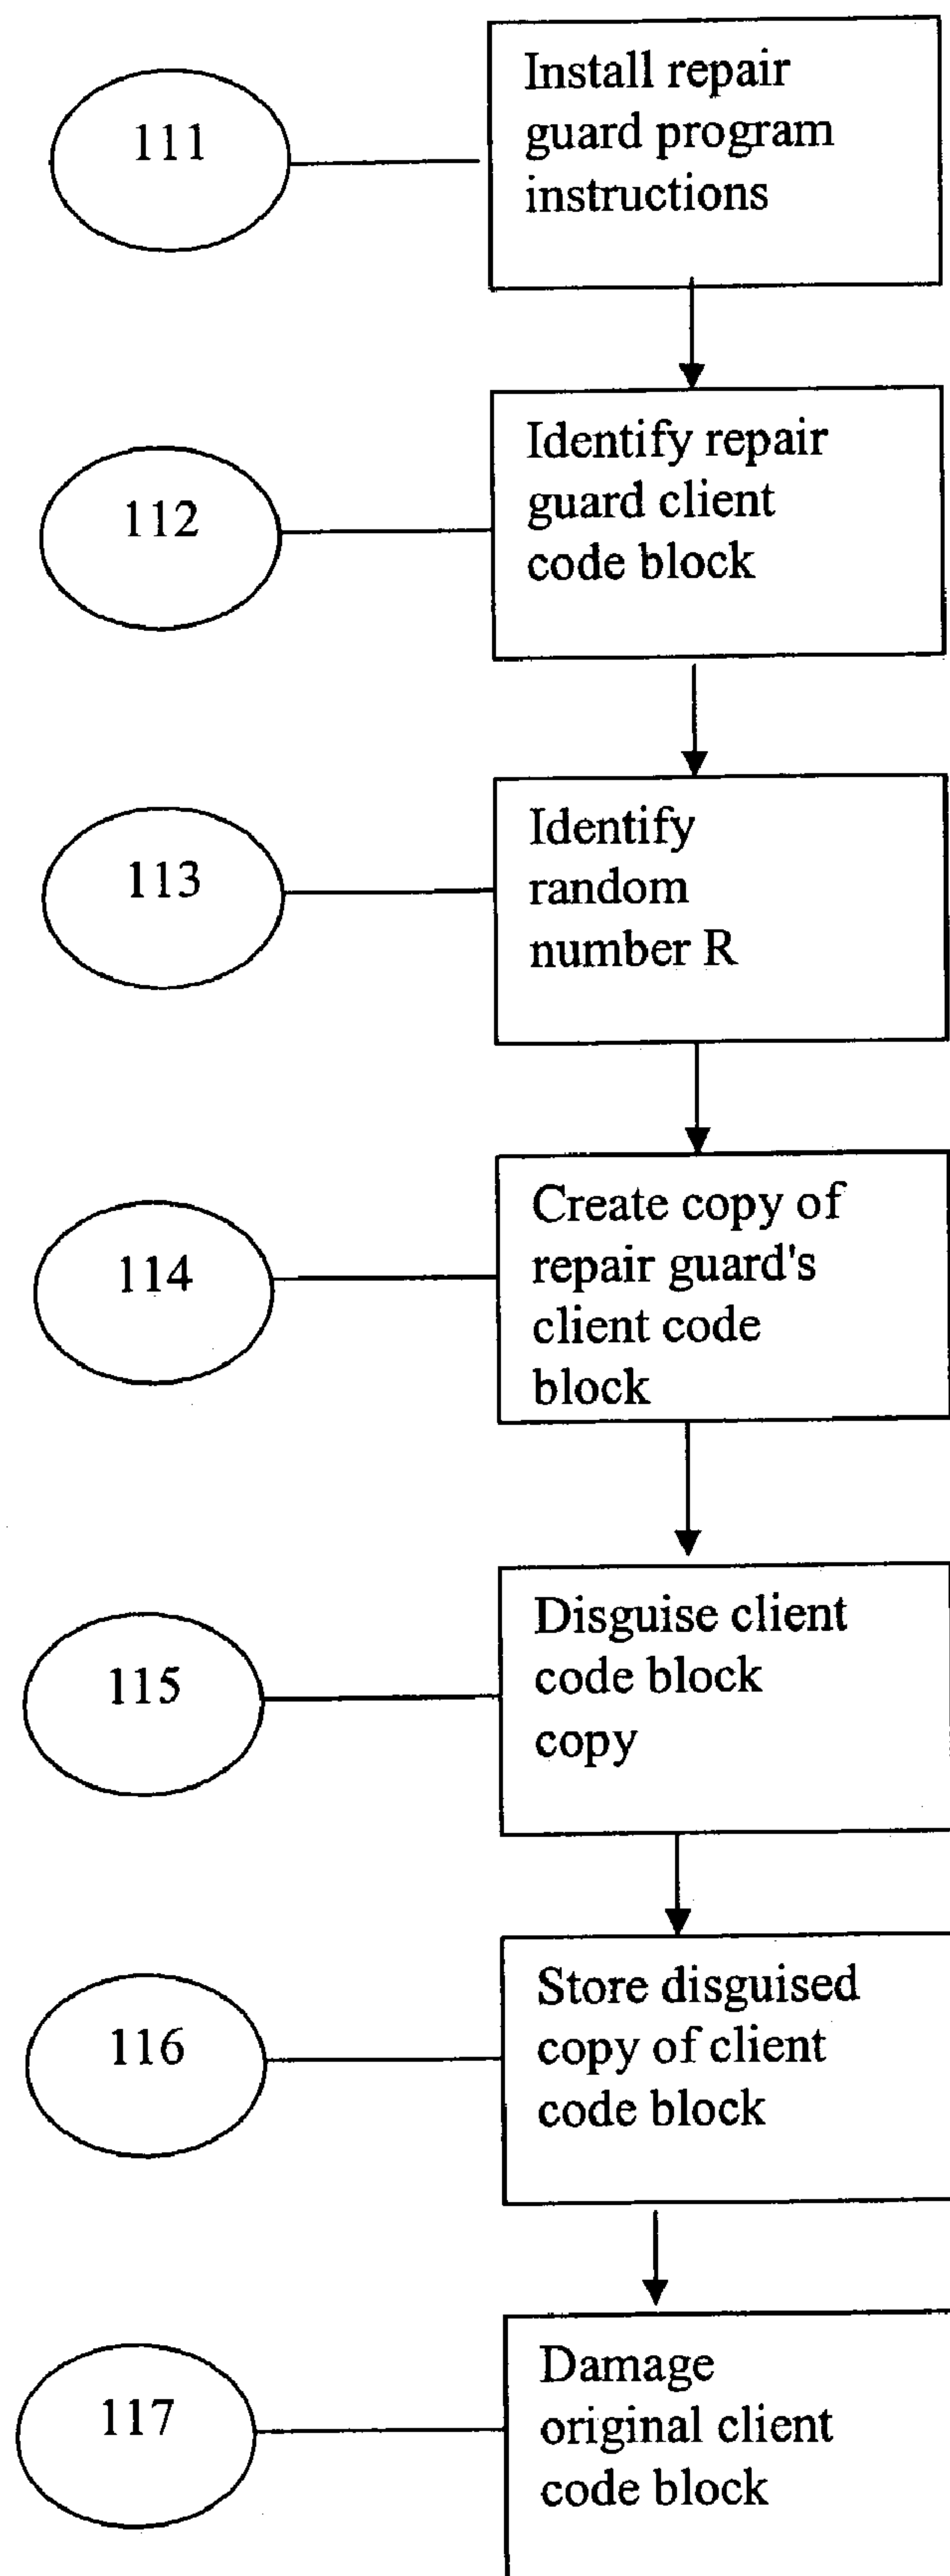 111
Install repair
guard program
instructions
112
Identify repair
guard client
code block
113
Identify
random
number R
114
Create copy of
repair guard's
client code
block
115
Disguise client
code block
copy
116
Store disguised
copy of client
code block
117
Damage
original client
code block